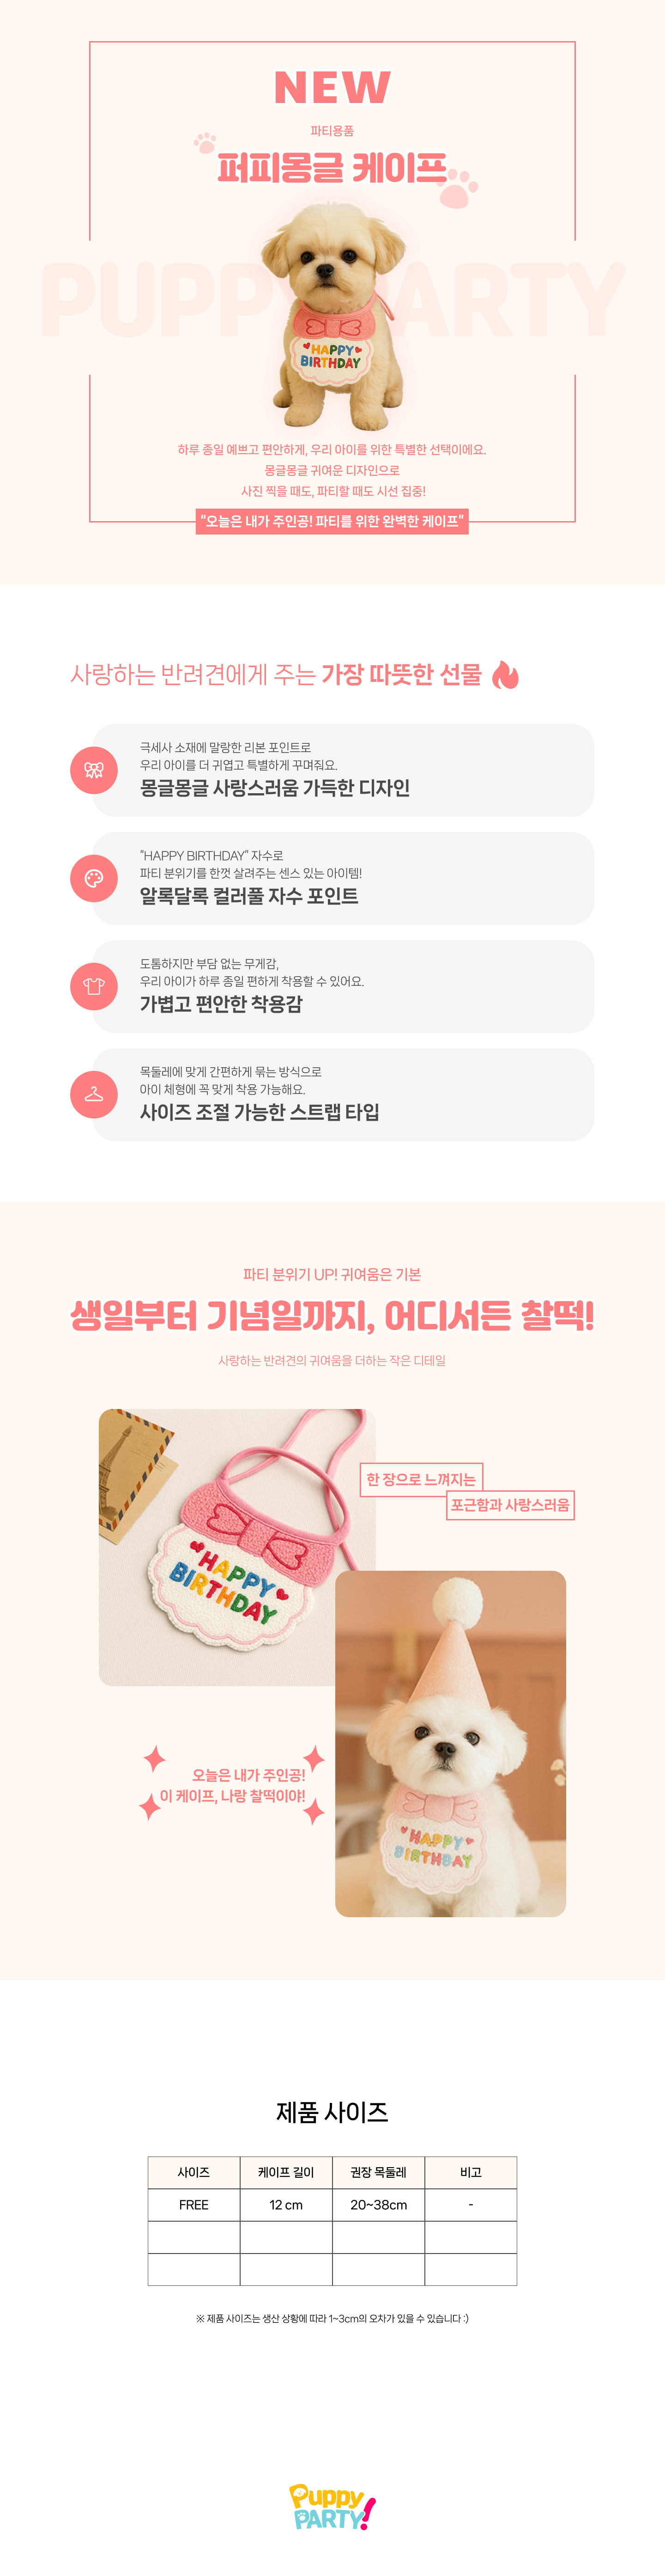 NEW
파티용품
퍼피몽글 케이프
PUPPY PARTY
HAPPY
BIRTHDAY
하루 종일 예쁘고 편안하게, 우리 아이를 위한 특별한 선택이에요.
몽글몽글 귀여운 디자인으로
사진 찍을 때도, 파티할 때도 시선 집중!
"오늘은 내가 주인공! 파티를 위한 완벽한 케이프"
사랑하는 반려견에게 주는 가장 따뜻한 선물
극세사 소재에 말랑한 리본 포인트로
우리 아이를 더 귀엽고 특별하게 꾸며줘요.
몽글몽글 사랑스러움 가득한 디자인
"HAPPY BIRTHDAY" 자수로
파티 분위기를 한껏 살려주는 센스 있는 아이템!
알록달록 컬러풀 자수 포인트
도톰하지만 부담 없는 무게감,
우리 아이가 하루 종일 편하게 착용할 수 있어요.
가볍고 편안한 착용감
목둘레에 맞게 간편하게 묶는 방식으로
아이 체형에 꼭 맞게 착용 가능해요.
사이즈 조절 가능한 스트랩 타입
파티 분위기 UP! 귀여움은 기본
생일부터 기념일까지, 어디서든 찰떡!
사랑하는 반려견의 귀여움을 더하는 작은 디테일
한 장으로 느껴지는
포근함과 사랑스러움
HAPPY
BIRTHDAY
HAPPY
BIRTHBAY
오늘은 내가 주인공!
이 케이프, 나랑 찰떡이야!
제품 사이즈
사이즈 케이프 길이 권장 목둘레 비고
FREE 12 cm 20~38cm -
※ 제품 사이즈는 생산 상황에 따라 1~3cm의 오차가 있을 수 있습니다 :)
Puppy
PARTY!